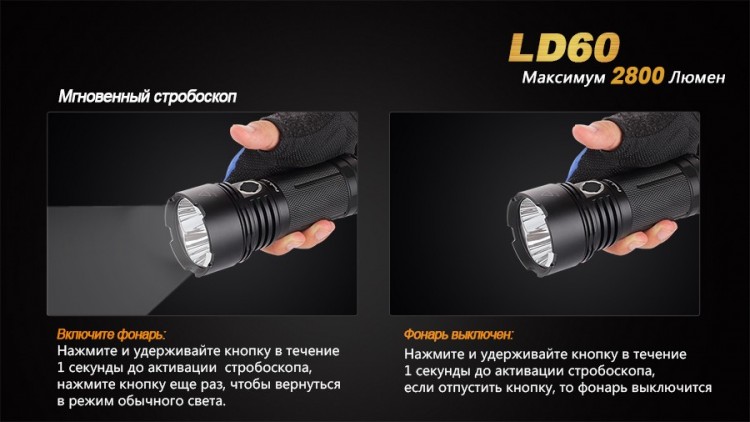 LD60
Максимум 2800 Люмен
Мгновенный стробоскоп
Включите фонарь:
Нажмите и удерживайте кнопку в течение
1 секунды до активации стробоскопа,
нажмите кнопку еще раз, чтобы вернуться
в режим обычного света.
Фонарь выключен:
Нажмите и удерживайте кнопку в течение
1 секунды до активации стробоскопа,
если отпустить кнопку, то фонарь выключится